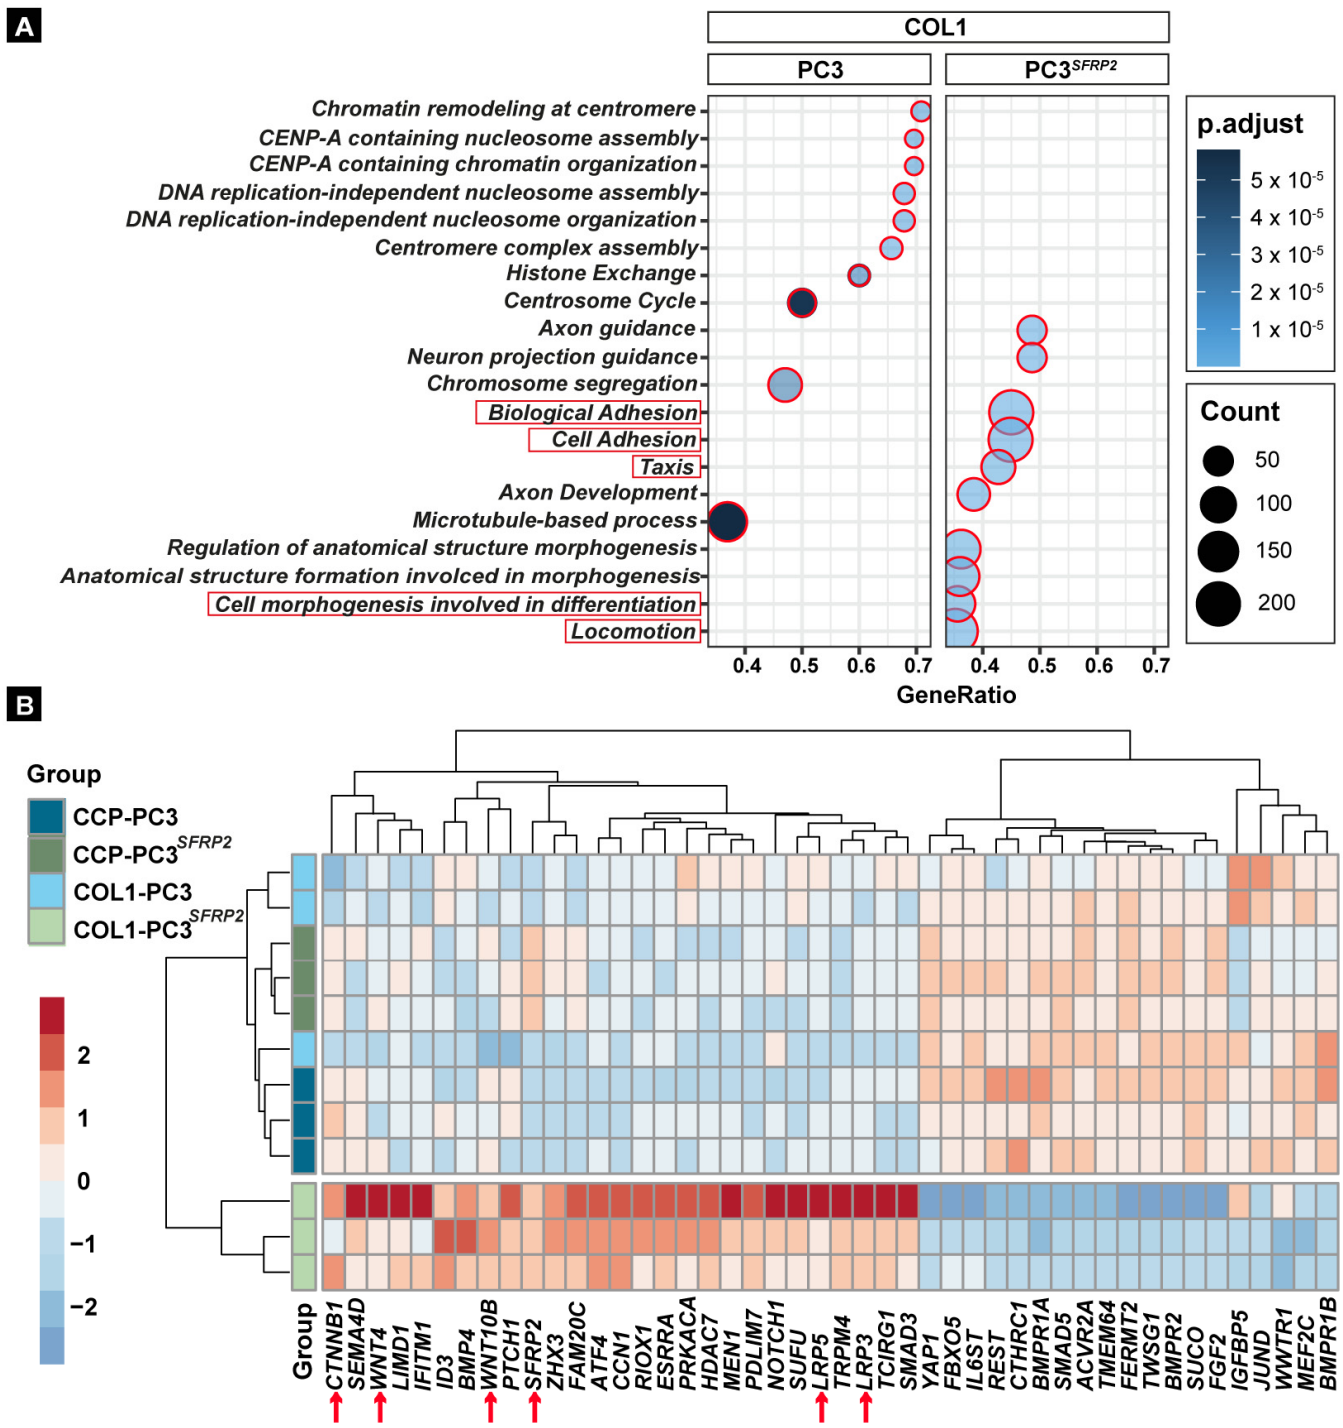 A
COL1
PC3
PC3SFRP2
Chromatin remodeling at centromere
CENP-A containing nucleosome assembly
CENP-A containing chromatin organization
DNA replication-independent nucleosome assembly
DNA replication-independent nucleosome organization
Centromere complex assembly
Histone Exchange
Centrosome Cycle
Axon guidance
Neuron projection guidance
Chromosome segregation
Biological Adhesion
Cell Adhesion
Taxis
Axon Development
Microtubule-based process
Regulation of anatomical structure morphogenesis
Anatomical structure formation involced in morphogenesis
Cell morphogenesis involved in differentiation
Locomotion
0.4 0.5 0.6 0.7
0.4 0.5 0.6 0.7
GeneRatio
p.adjust
5 x 10-5
4 x 10-5
3 x 10-5
2 x 10-5
1 x 10-5
Count
50
100
150
200
B
Group
CCP-PC3
CCP-PC3SFRP2
COL1-PC3
COL1-PC3SFRP2
2
1
0
−1
−2
Group
CTNNB1
SEMA4D
WNT4
LIMD1
IFITM1
ID3
BMP4
WNT10B
PTCH1
SFRP2
ZHX3
FAM20C
ATF4
CCN1
RIOX1
ESRRA
PRKACA
HDAC7
MEN1
PDLIM7
NOTCH1
SUFU
LRP5
TRPM4
LRP3
TCIRG1
SMAD3
YAP1
FBXO5
IL6ST
REST
CTHRC1
BMPR1A
SMAD5
ACVR2A
TMEM64
FERMT2
TWSG1
BMPR2
SUCO
FGF2
IGFBP5
JUND
WWTR1
MEF2C
BMPR1B